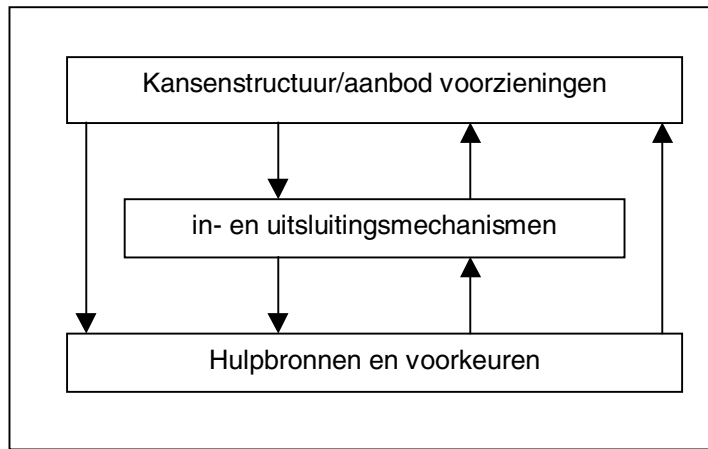 Kansenstructuur/aanbod voorzieningen
in- en uitsluitingsmechanismen
Hulpbronnen en voorkeuren